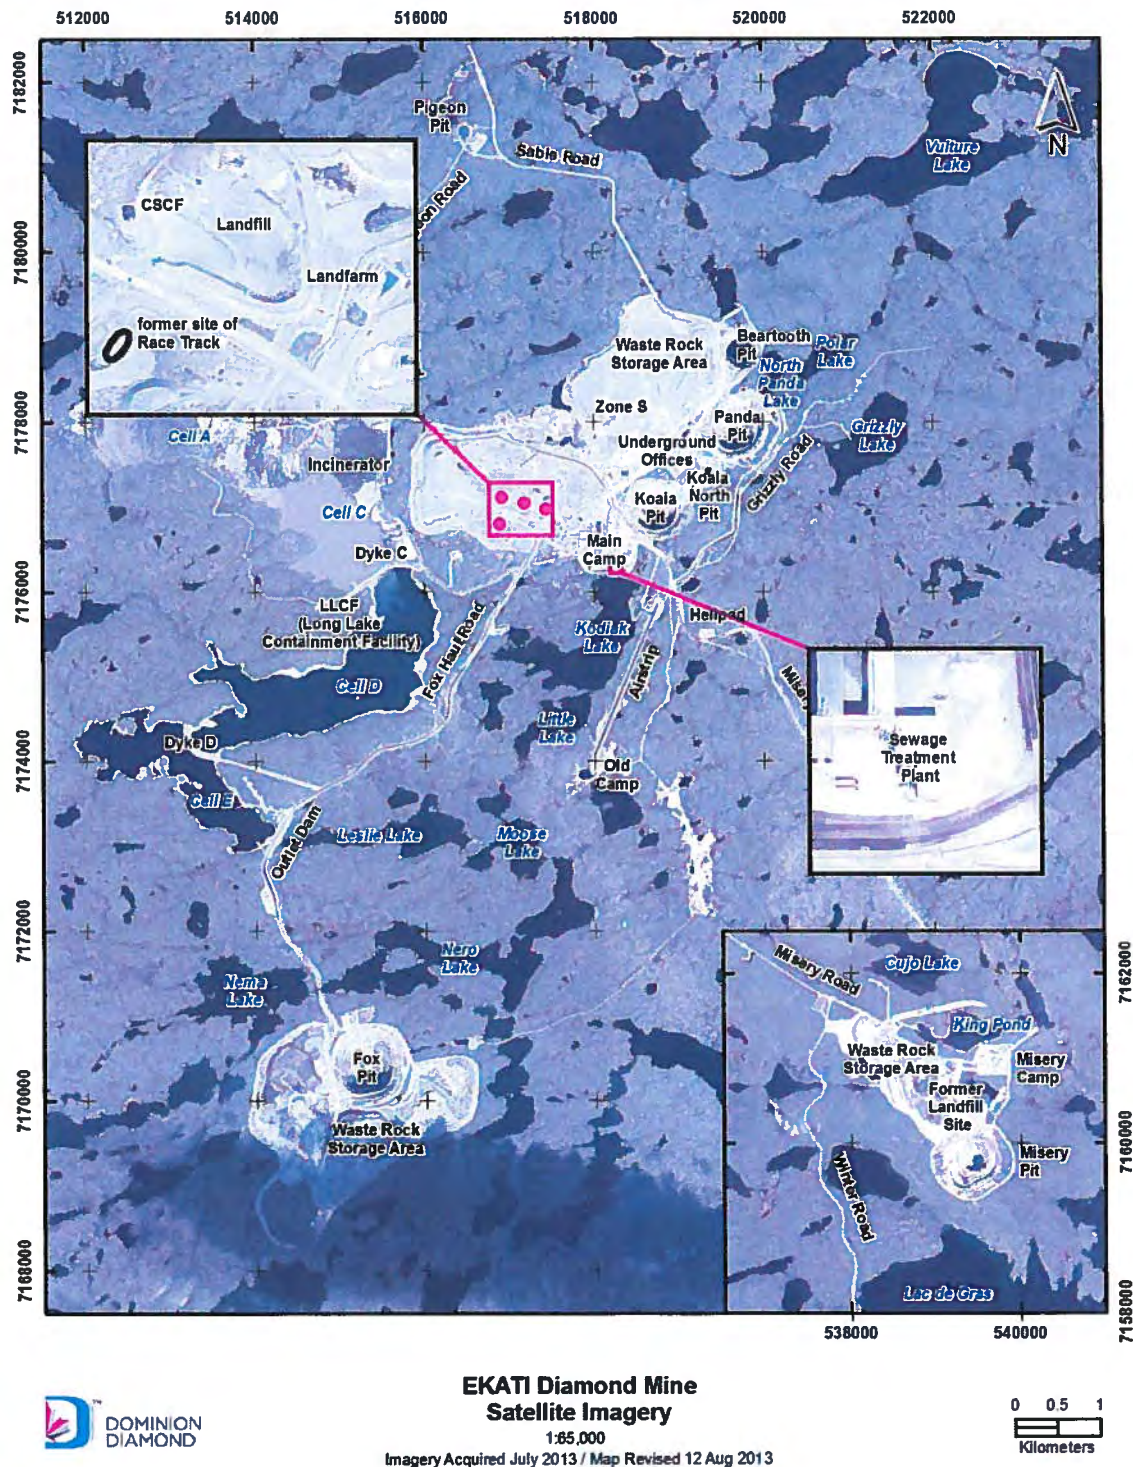 512000
514000
516000
518000
520000
522000
7182000
7180000
7178000
7176000
7174000
7172000
7170000
7168000
Pigeon
Pit
Sable Road
Vulture
Lake
N
CSCF
Landfill
Landfarm
former site of
Race Track
Road
Waste Rock
Storage Area
Beartooth
Pit
Polar
Lake
North
Panda
Lake
Zone S
Panda
Pit
Grizzly
Lake
Cell A
Underground
Offices
Incinerator
Koala
North
Pit
Grizzly Road
Koala
Pit
Cell C
Dyke C
Main
Camp
LLCF
(Long Lake
Containment Facility)
Fox Haul Road
Kodiak
Lake
Helipad
Airstrip
Misery
Cell D
Little
Lake
Dyke D
Old
Camp
Sewage
Treatment
Plant
Cell E
Outlet Dam
Leslie Lake
Moose
Lake
Nero
Lake
Nema
Lake
Fox
Pit
Waste Rock
Storage Area
Misery Road
Cujo Lake
King Pond
Waste Rock
Storage Area
Misery
Camp
Former
Landfill
Site
Misery
Pit
Winter Road
Lac de Gras
7162000
7160000
7158000
538000
540000
EKATI Diamond Mine
Satellite Imagery
1:65,000
Imagery Acquired July 2013 / Map Revised 12 Aug 2013
DOMINION
DIAMOND
™
0 0.5 1
Kilometers